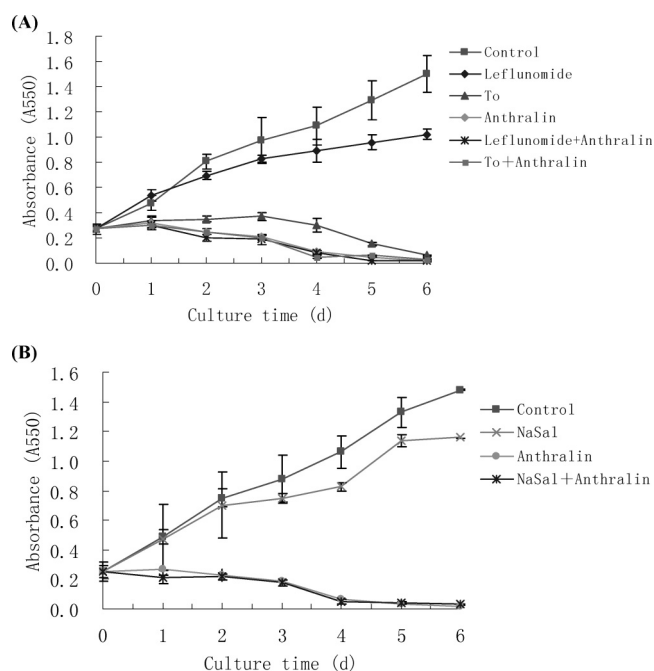 (A)
1.8
1.6
1.4
1.2
1.0
0.8
0.6
0.4
0.2
0.0
Absorbance (A550)
0 1 2 3 4 5 6
Culture time (d)
Control
Leflunomide
To
Anthralin
Leflunomide+Anthralin
To+Anthralin
(B)
1.6
1.4
1.2
1.0
0.8
0.6
0.4
0.2
0.0
Absorbance (A550)
0 1 2 3 4 5 6
Culture time (d)
Control
NaSal
Anthralin
NaSal+Anthralin